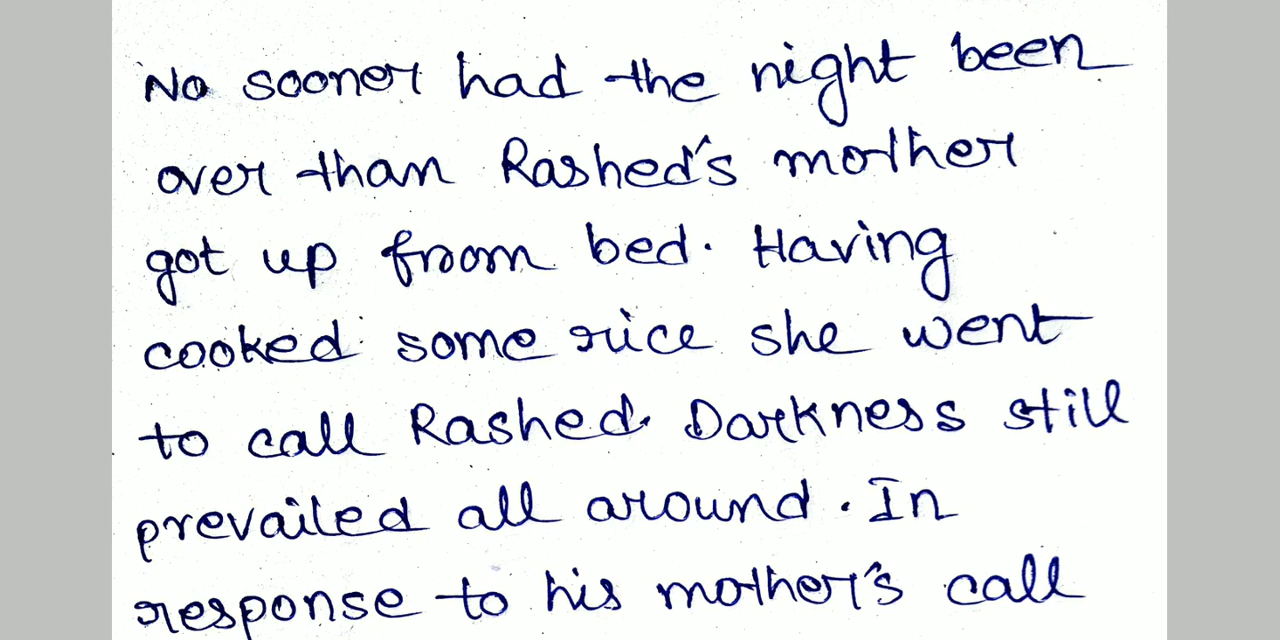 No sooner had the night been
over than Rashed's mother
got up from bed. Having
cooked some rice she went
to call Rashed. Darkness still
prevailed all around. In
response to his mother's call